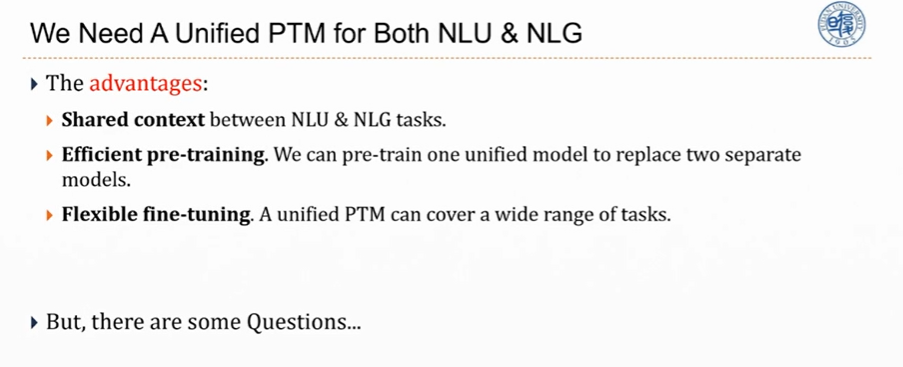 We Need A Unified PTM for Both NLU & NLG
The advantages:
Shared context between NLU & NLG tasks.
Efficient pre-training. We can pre-train one unified model to replace two separate
models.
Flexible fine-tuning. A unified PTM can cover a wide range of tasks.
But, there are some Questions...